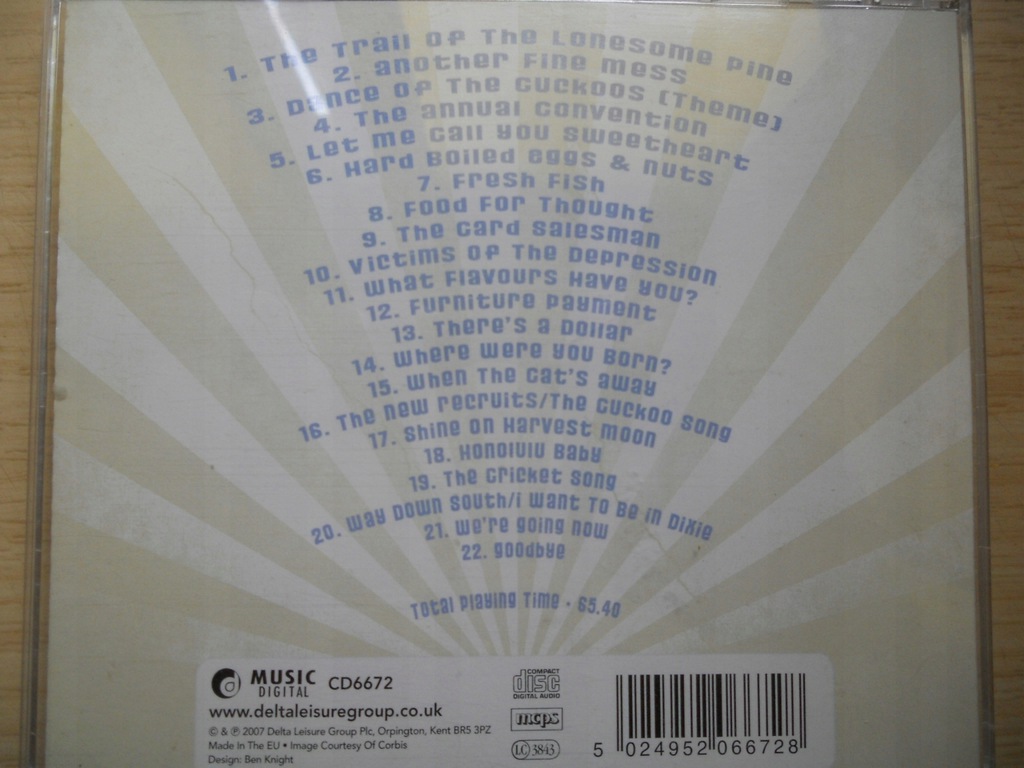 1. The Trail Of The Lonesome Pine
2. Another Fine Mess
3. Dance Of The Cuckoos (Theme)
4. The Annual Convention
5. Let Me Call You Sweetheart
6. Hard Boiled Eggs & Nuts
7. Fresh Fish
8. Food For Thought
9. The Card Salesman
10. Victims Of The Depression
11. What Flavours Have You?
12. Furniture Payment
13. There's A Dollar
14. Where Were You Born?
15. When The Cat's Away
16. The New Recruits/The Cuckoo Song
17. Shine On Harvest Moon
18. Honolulu Baby
19. The Cricket Song
20. Way Down South/I Want To Be In Dixie
21. We're Going Now
22. Goodbye
Total Playing Time - 65.40
MUSIC DIGITAL CD6672
www.deltaleisuregroup.co.uk
© & ℗ 2007 Delta Leisure Group Plc, Orpington, Kent BR5 3PZ
Made In The EU • Image Courtesy Of Corbis
Design: Ben Knight
COMPACT disc DIGITAL AUDIO
mcps
LC 3843
5 024952 066728